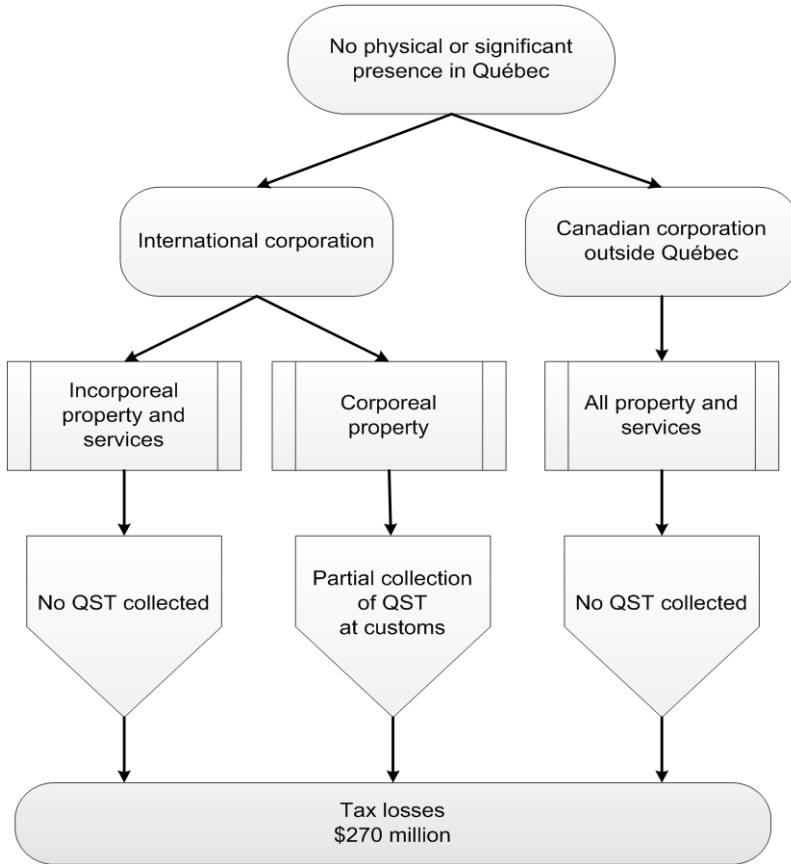 No physical or significant
presence in Québec
International corporation
Canadian corporation
outside Québec
Incorporeal
property and
services
Corporeal
property
All property and
services
No QST collected
Partial collection
of QST
at customs
No QST collected
Tax losses
$270 million